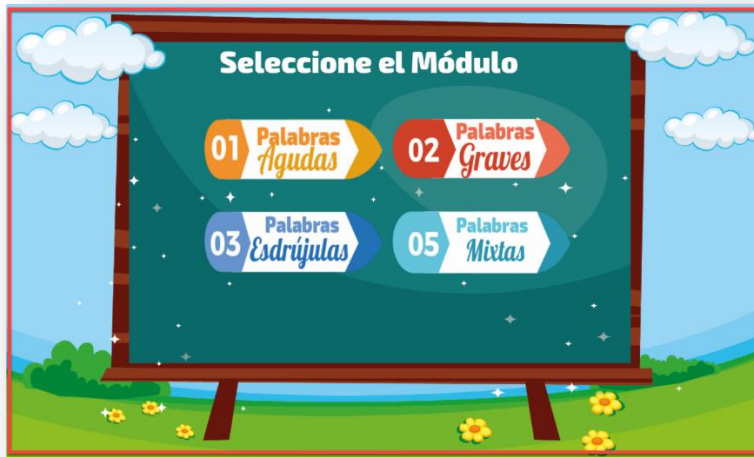 Seleccione el Módulo
01 Palabras
Agudas
02 Palabras
Graves
03 Palabras
Esdrújulas
05 Palabras
Mixtas